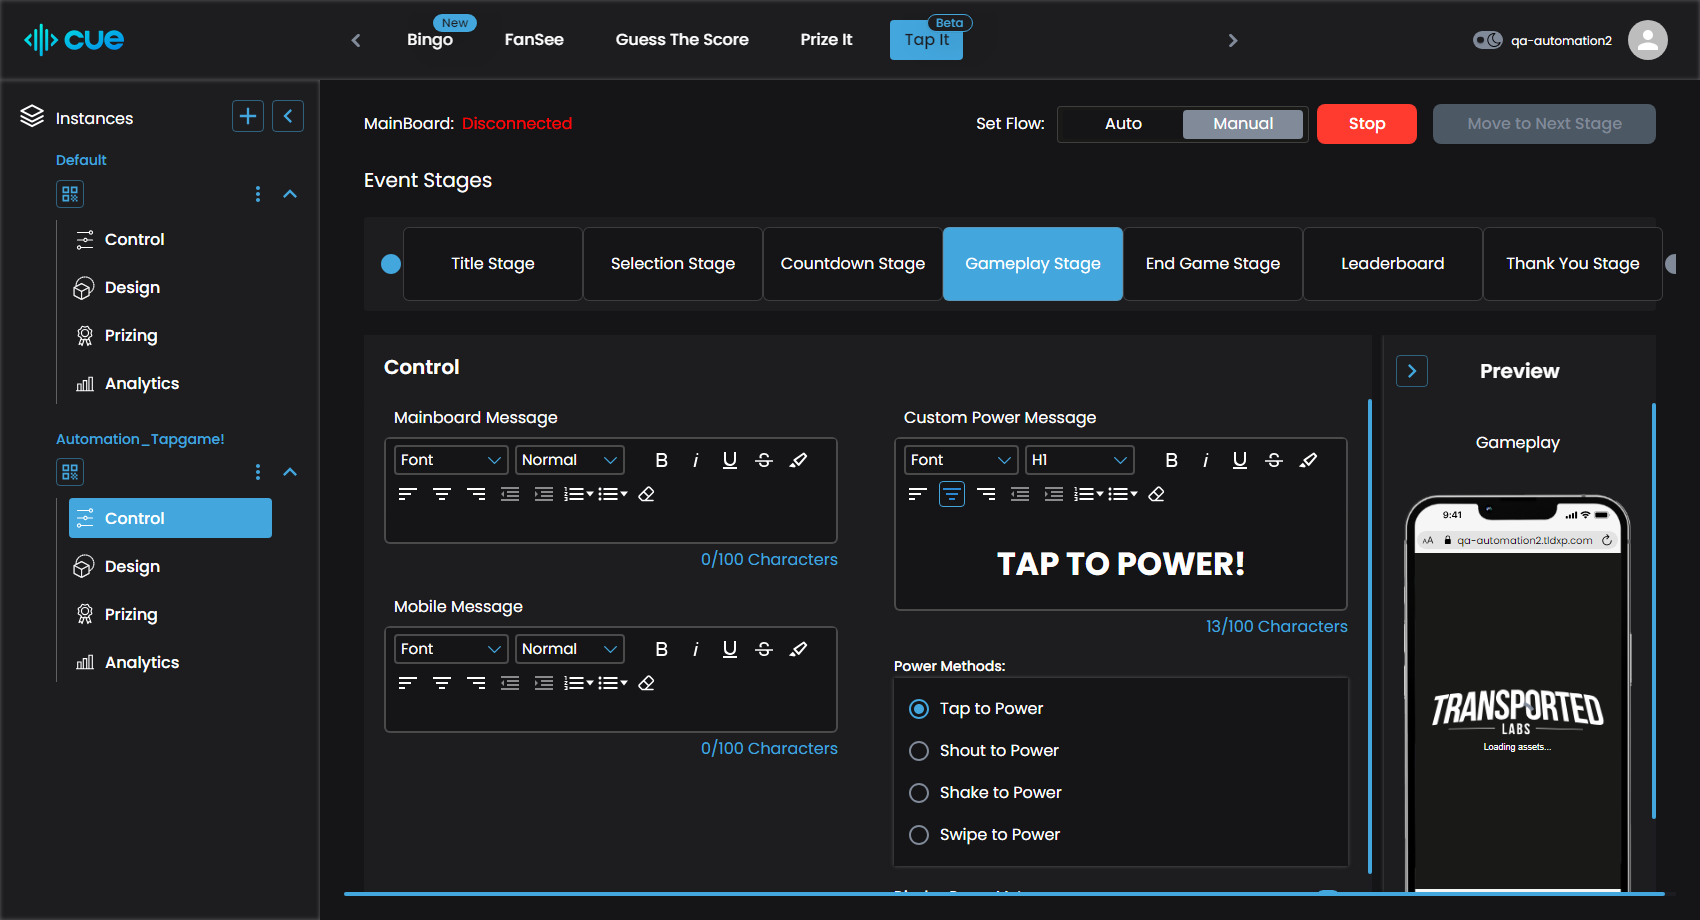 cue
Bingo
New
FanSee
Guess The Score
Prize It
Tap It
Beta
qa-automation2
Instances
Default
Control
Design
Prizing
Analytics
Automation_Tapgame!
Control
Design
Prizing
Analytics
MainBoard: Disconnected
Set Flow:
Auto
Manual
Stop
Move to Next Stage
Event Stages
Title Stage
Selection Stage
Countdown Stage
Gameplay Stage
End Game Stage
Leaderboard
Thank You Stage
Control
Mainboard Message
Font
Normal
B i U S
0/100 Characters
Mobile Message
Font
Normal
B i U S
0/100 Characters
Custom Power Message
Font
H1
B i U S
TAP TO POWER!
13/100 Characters
Power Methods:
Tap to Power
Shout to Power
Shake to Power
Swipe to Power
Preview
Gameplay
9:41
AA qa-automation2.tldxp.com
TRANSPORTED
LABS
Loading assets...